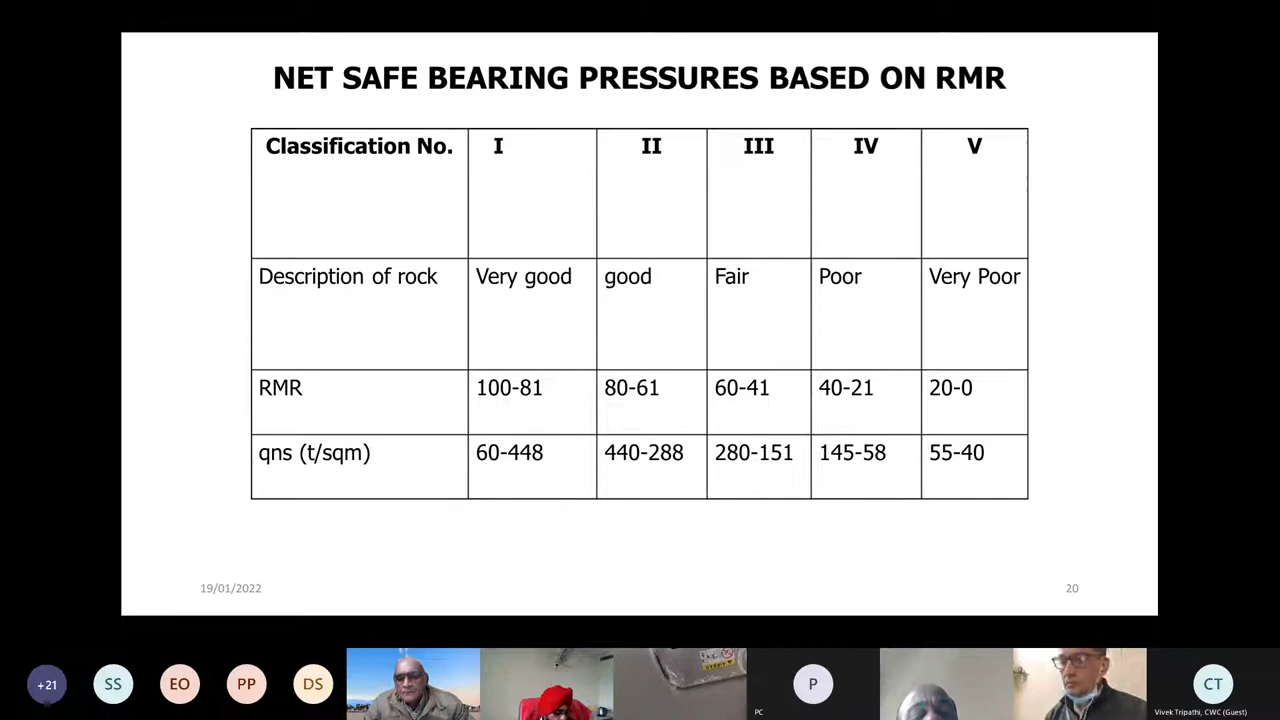 NET SAFE BEARING PRESSURES BASED ON RMR
Classification No. I II III IV V
Description of rock Very good good Fair Poor Very Poor
RMR 100-81 80-61 60-41 40-21 20-0
qns (t/sqm) 60-448 440-288 280-151 145-58 55-40
19/01/2022 20
+21 SS EO PP DS P CT
PC Vivek Tripathi, CWC (Guest)